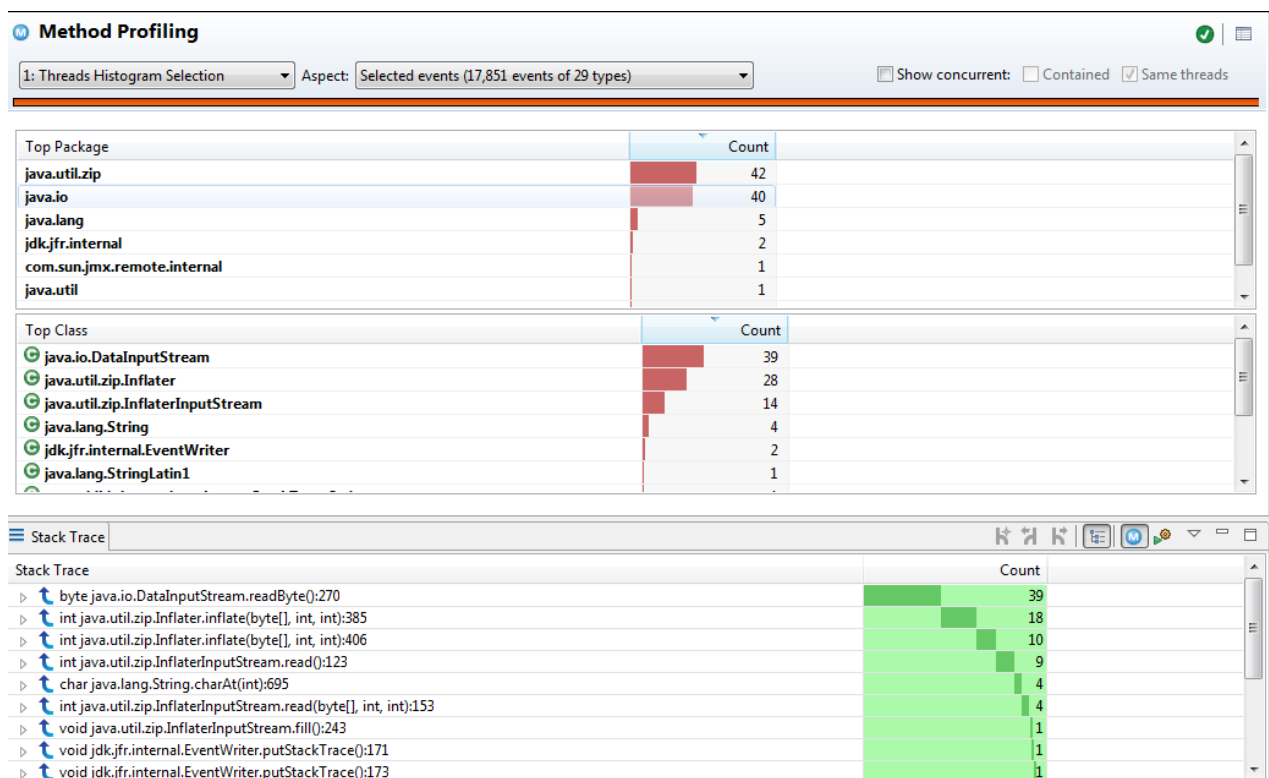 Method Profiling
1: Threads Histogram Selection Aspect: Selected events (17,851 events of 29 types) Show concurrent: Contained Same threads
Top Package Count
java.util.zip 42
java.io 40
java.lang 5
jdk.jfr.internal 2
com.sun.jmx.remote.internal 1
java.util 1
Top Class Count
java.io.DataInputStream 39
java.util.zip.Inflater 28
java.util.zip.InflaterInputStream 14
java.lang.String 4
jdk.jfr.internal.EventWriter 2
java.lang.StringLatin1 1
Stack Trace
Stack Trace Count
byte java.io.DataInputStream.readByte():270 39
int java.util.zip.Inflater.inflate(byte[], int, int):385 18
int java.util.zip.Inflater.inflate(byte[], int, int):406 10
int java.util.zip.InflaterInputStream.read():123 9
char java.lang.String.charAt(int):695 4
int java.util.zip.InflaterInputStream.read(byte[], int, int):153 4
void java.util.zip.InflaterInputStream.fill():243 1
void jdk.jfr.internal.EventWriter.putStackTrace():171 1
void jdk.jfr.internal.EventWriter.putStackTrace():173 1